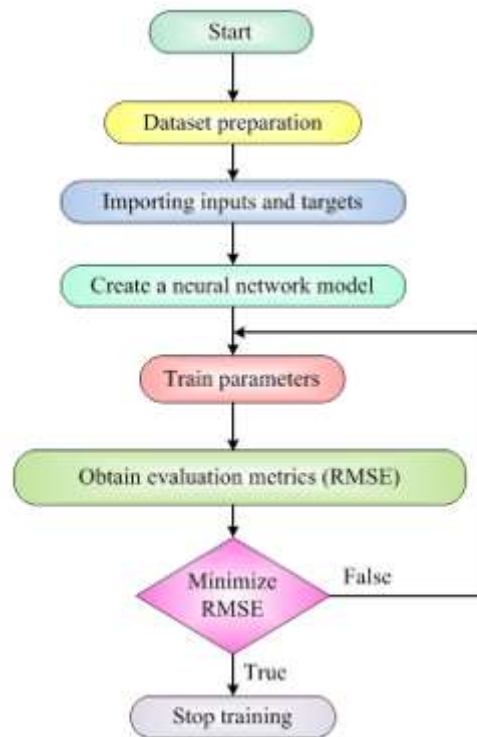 Start
Dataset preparation
Importing inputs and targets
Create a neural network model
Train parameters
Obtain evaluation metrics (RMSE)
Minimize
RMSE
False
True
Stop training